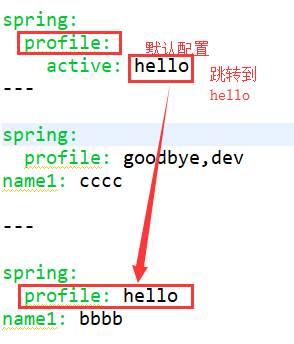 spring:
  profile:
默认配置
    active: hello
跳转到
hello
---
spring:
  profile: goodbye,dev
name1: cccc
---
spring:
  profile: hello
name1: bbbb